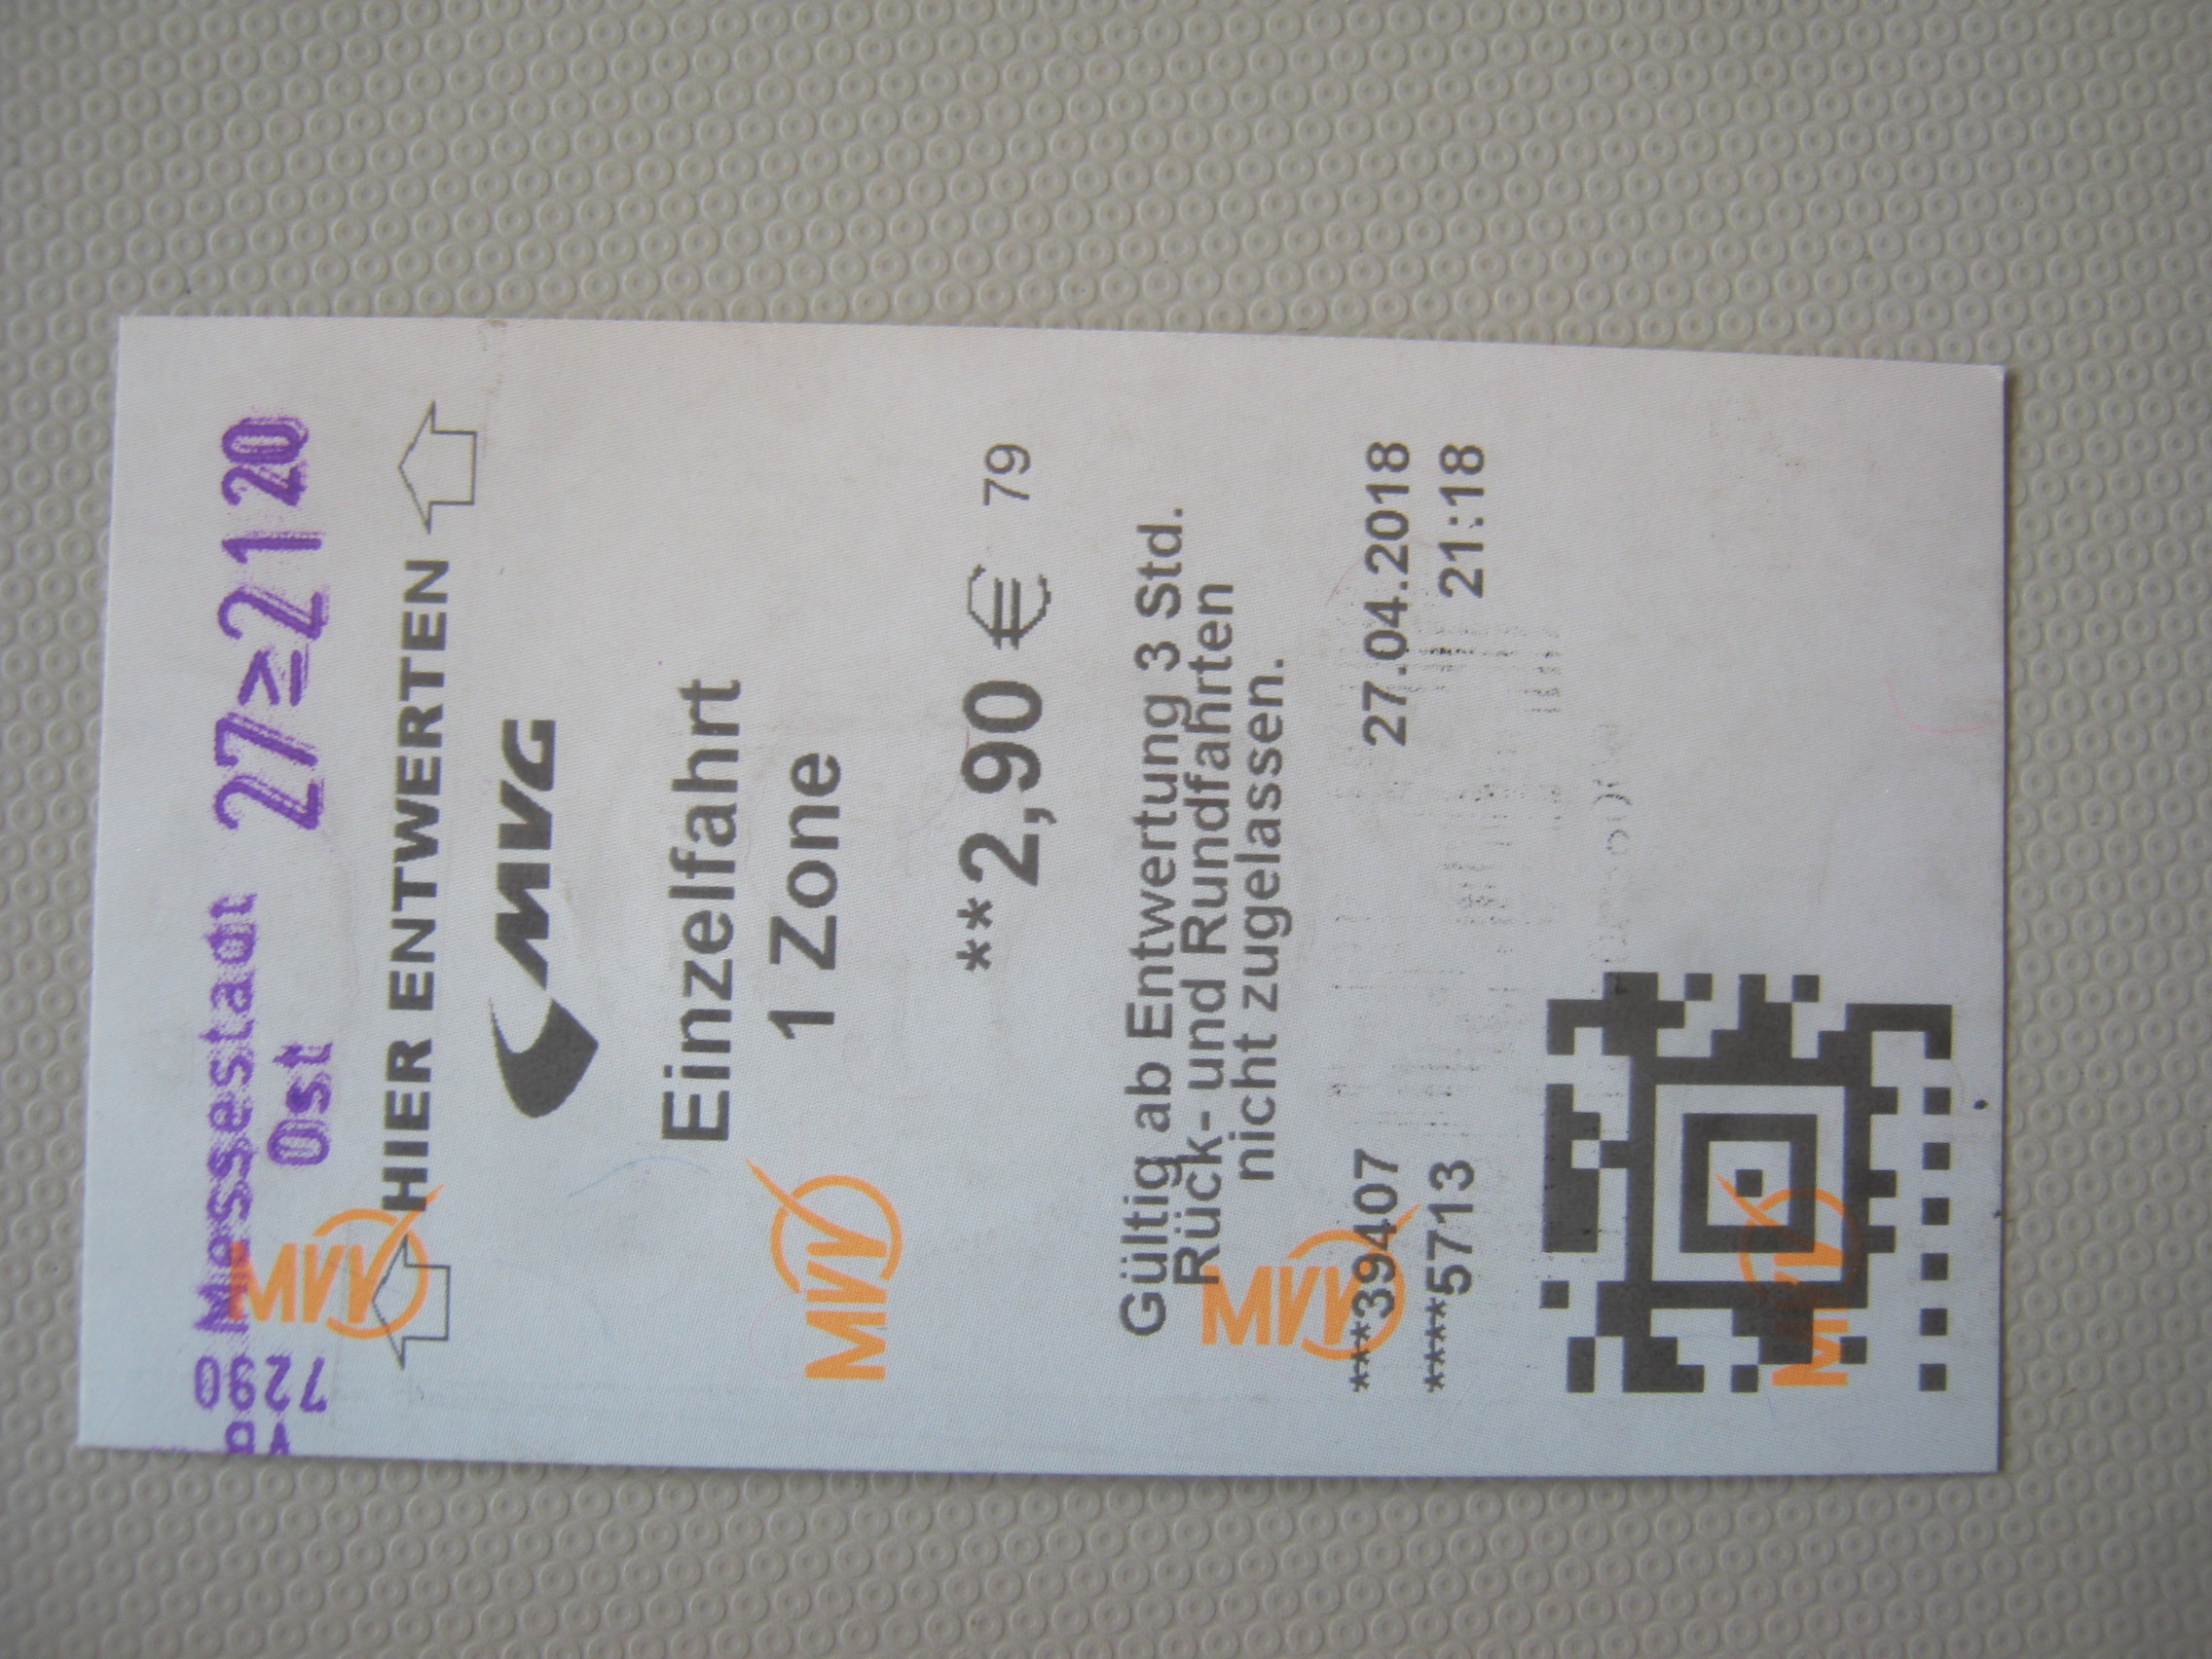 Messestadt 27 21 20
Ost
HIER ENTWERTEN
MVG
Einzelfahrt
1 Zone
**2,90 € 79
Gültig ab Entwertung 3 Std.
Rück- und Rundfahrten
nicht zugelassen.
***39407 27.04.2018
****5713 21:18
MVV
MVV
MVV
MVV
7290